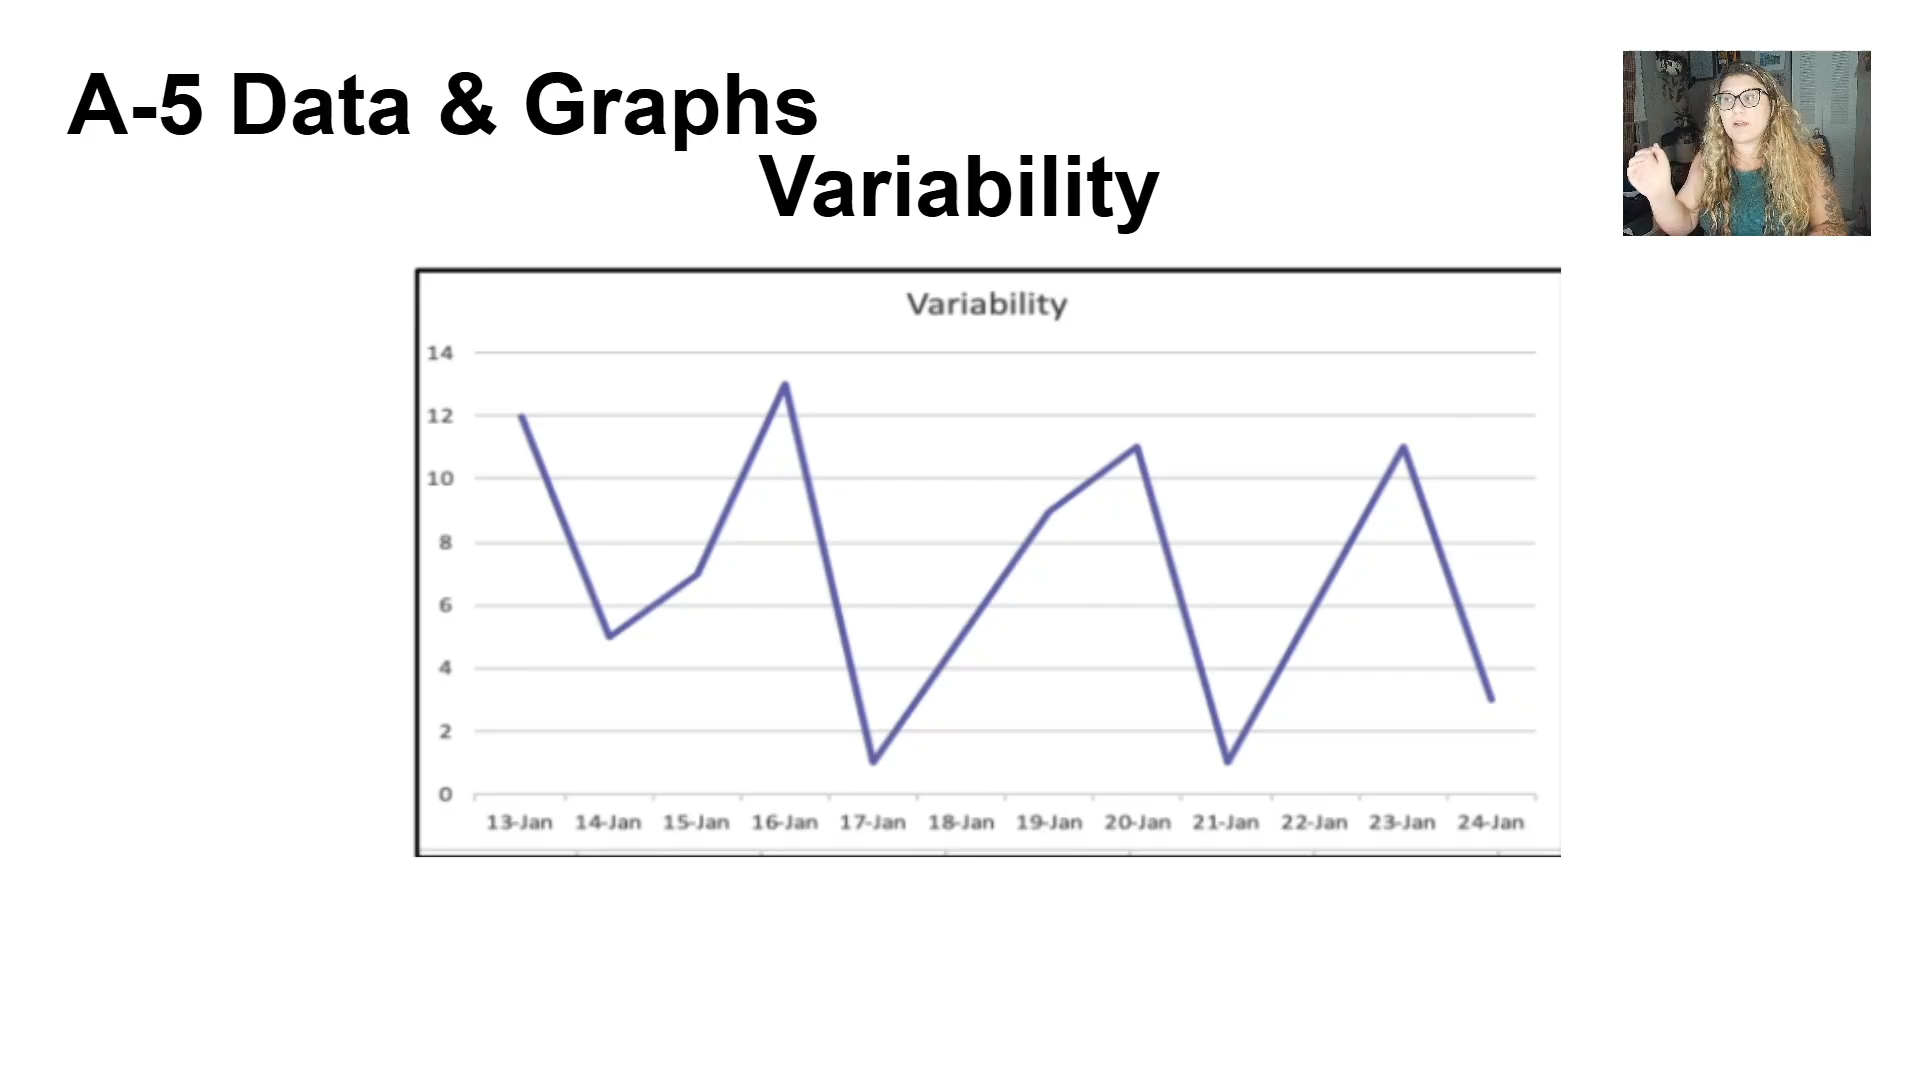 A-5 Data & Graphs
Variability
Variability
14
12
10
8
6
4
2
0
13-Jan 14-Jan 15-Jan 16-Jan 17-Jan 18-Jan 19-Jan 20-Jan 21-Jan 22-Jan 23-Jan 24-Jan